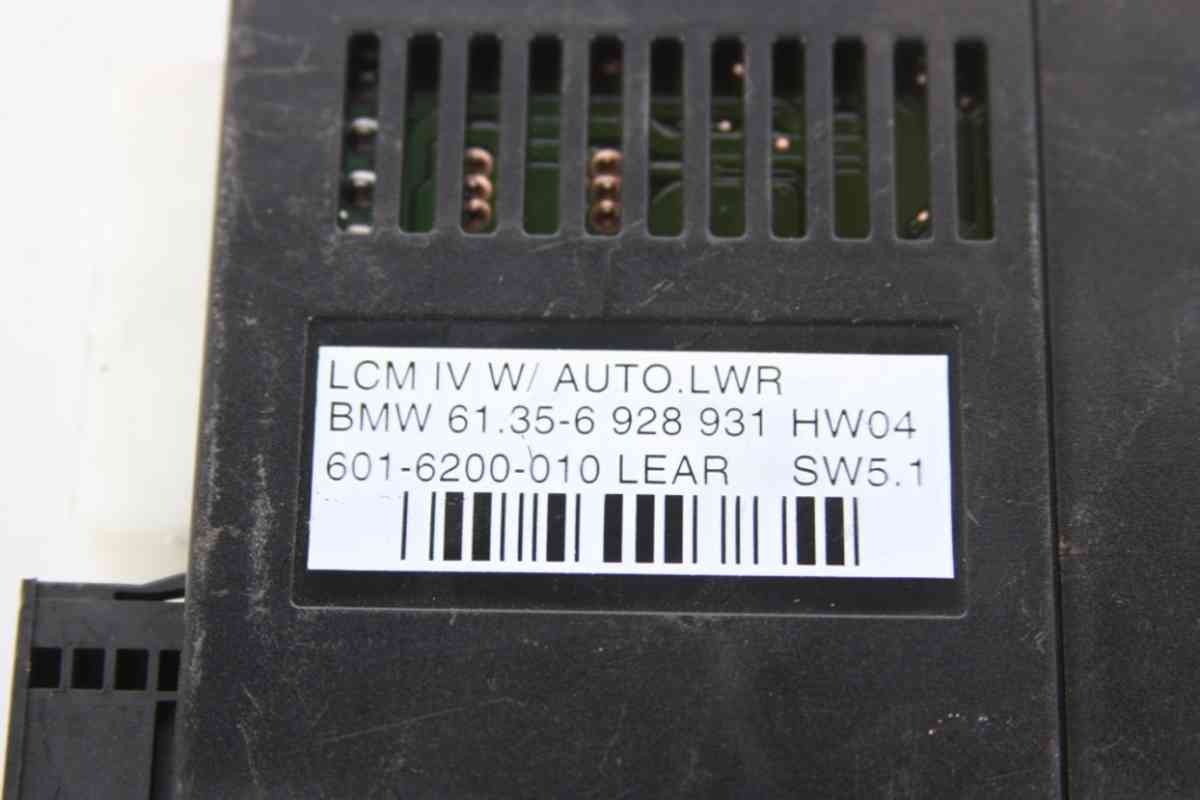 LCM IV W/ AUTO.LWR
BMW 61.35-6 928 931 HW04
601-6200-010 LEAR SW5.1